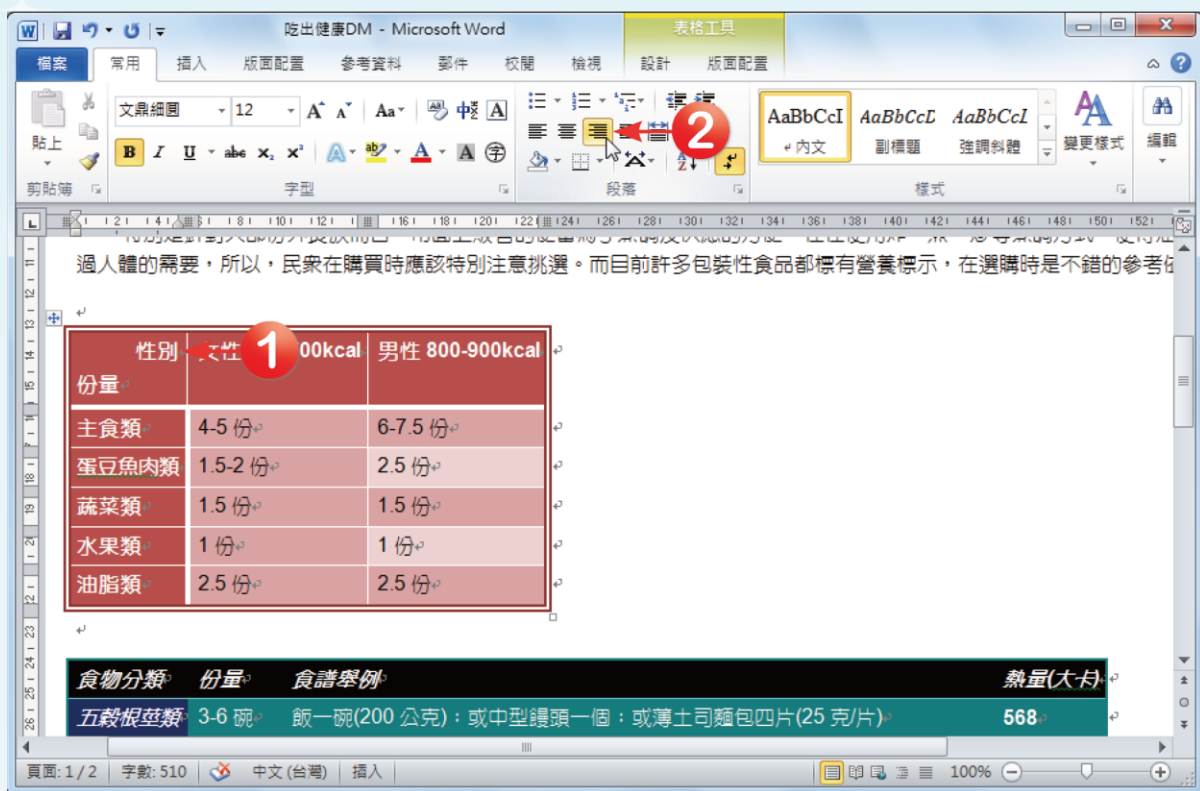 吃出健康DM - Microsoft Word
表格工具
檔案 常用 插入 版面配置 參考資料 郵件 校閱 檢視 設計 版面配置
文鼎細圓 12
貼上
AaBbCcI AaBbCcD AaBbCcI
內文 副標題 強調斜體
變更樣式 編輯
剪貼簿 字型 段落 樣式
過人體的需要，所以，民衆在購買時應該特別注意挑選。而目前許多包裝性食品都標有營養標示，在選購時是不錯的參考
性別 女性 00kcal 男性 800-900kcal
份量
主食類 4-5 份 6-7.5 份
蛋豆魚肉類 1.5-2 份 2.5 份
蔬菜類 1.5 份 1.5 份
水果類 1 份 1 份
油脂類 2.5 份 2.5 份
1
2
食物分類 份量 食譜舉例 熱量(大卡)
五穀根莖類 3-6 碗 飯一碗(200 公克)：或中型饅頭一個：或薄土司麵包四片(25 克/片) 568
頁面: 1 / 2 字數: 510 中文 (台灣) 插入 100%